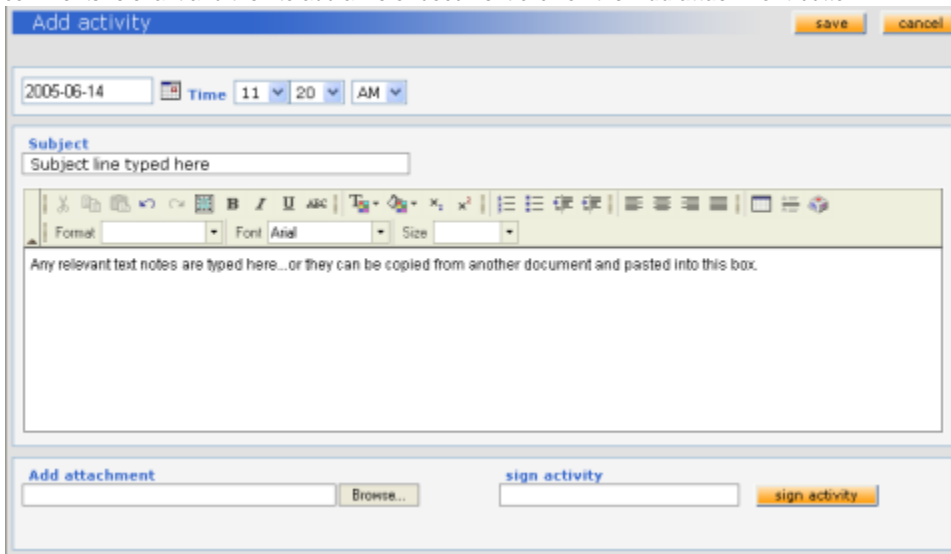 Add activity
save
cancel
2005-06-14
Time 11 20 AM
Subject
Subject line typed here
B I U ABC
Format
Font Arial
Size
Any relevant text notes are typed here...or they can be copied from another document and pasted into this box.
Add attachment
sign activity
Browse...
sign activity